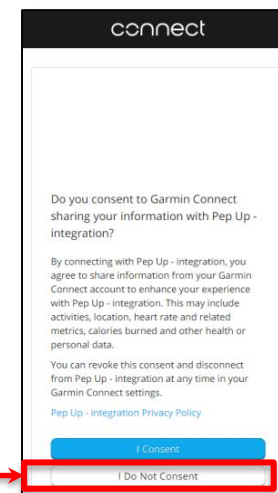 connect
Do you consent to Garmin Connect
sharing your information with Pep Up -
integration?
By connecting with Pep Up - integration, you
agree to share information from your Garmin
Connect account to enhance your experience
with Pep Up - integration. This may include
activities, location, heart rate and related
metrics, calories burned and other health or
personal data.
You can revoke this consent and disconnect
from Pep Up - integration at any time in your
Garmin Connect settings.
Pep Up - integration Privacy Policy
I Consent
I Do Not Consent